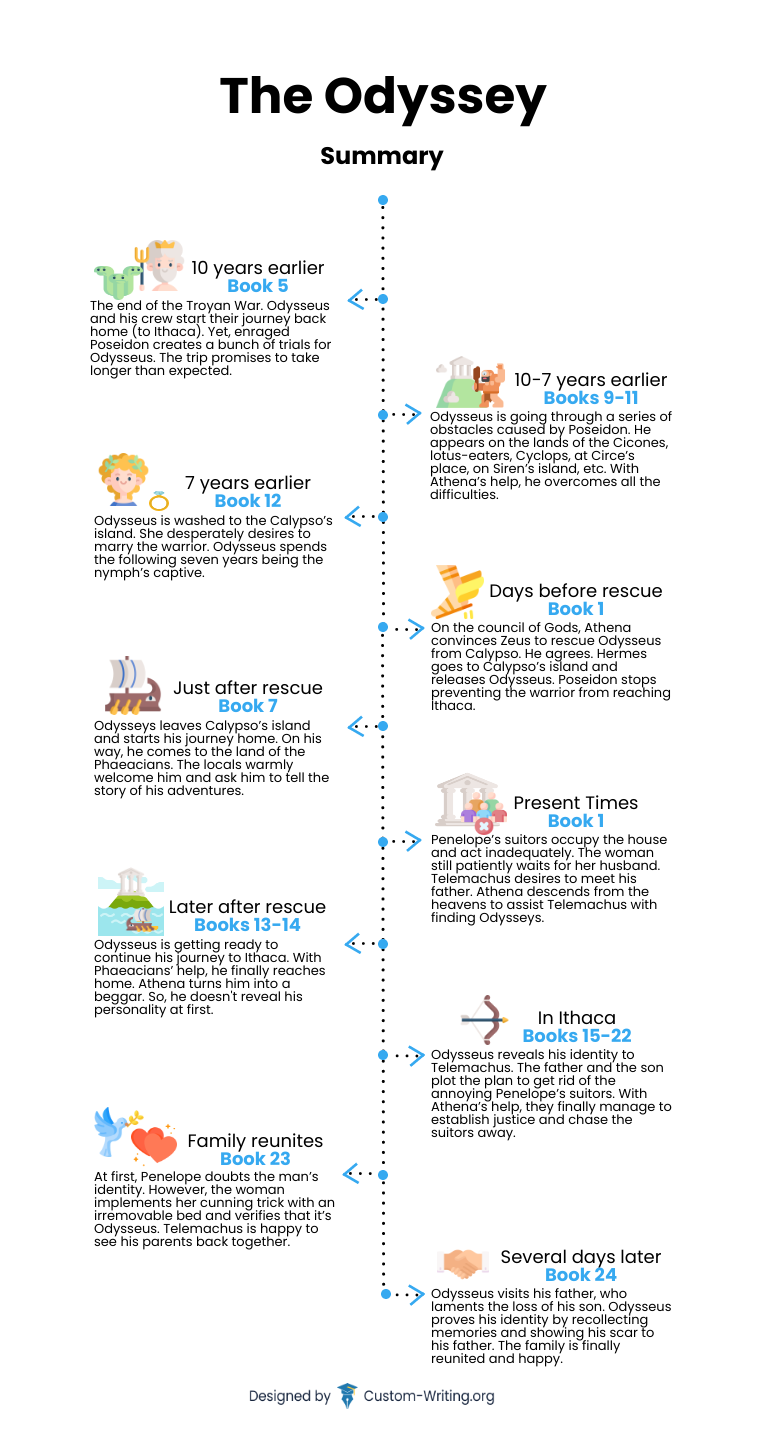 The Odyssey
Summary
10 years earlier
Book 5
The end of the Troyan War. Odysseus
and his crew start their journey back
home (to Ithaca). Yet, enraged
Poseidon creates a bunch of trials for
Odysseus. The trip promises to take
longer than expected.
10-7 years earlier
Books 9-11
Odysseus is going through a series of
obstacles caused by Poseidon. He
appears on the lands of the Cicones,
lotus-eaters, Cyclops, at Circe's
place, on Siren's island, etc. With
Athena's help, he overcomes all the
difficulties.
7 years earlier
Book 12
Odysseus is washed to the Calypso's
island. She desperately desires to
marry the warrior. Odysseus spends
the following seven years being the
nymph's captive.
Days before rescue
Book 1
On the council of Gods, Athena
convinces Zeus to rescue Odysseus
from Calypso. He agrees. Hermes
goes to Calypso's island and
releases Odysseus. Poseidon stops
preventing the warrior from reaching
Ithaca.
Just after rescue
Book 7
Odysseys leaves Calypso's island
and starts his journey home. On his
way, he comes to the land of the
Phaeacians. The locals warmly
welcome him and ask him to tell the
story of his adventures.
Present Times
Book 1
Penelope's suitors occupy the house
and act inadequately. The woman
still patiently waits for her husband.
Telemachus desires to meet his
father. Athena descends from the
heavens to assist Telemachus with
finding Odysseys.
Later after rescue
Books 13-14
Odysseus is getting ready to
continue his journey to Ithaca. With
Phaeacians' help, he finally reaches
home. Athena turns him into a
beggar. So, he doesn't reveal his
personality at first.
In Ithaca
Books 15-22
Odysseus reveals his identity to
Telemachus. The father and the son
plot the plan to get rid of the
annoying Penelope's suitors. With
Athena's help, they finally manage to
establish justice and chase the
suitors away.
Family reunites
Book 23
At first, Penelope doubts the man's
identity. However, the woman
implements her cunning trick with an
irremovable bed and verifies that it's
Odysseus. Telemachus is happy to
see his parents back together.
Several days later
Book 24
Odysseus visits his father, who
laments the loss of his son. Odysseus
proves his identity by recollecting
memories and showing his scar to
his father. The family is finally
reunited and happy.
Designed by Custom-Writing.org